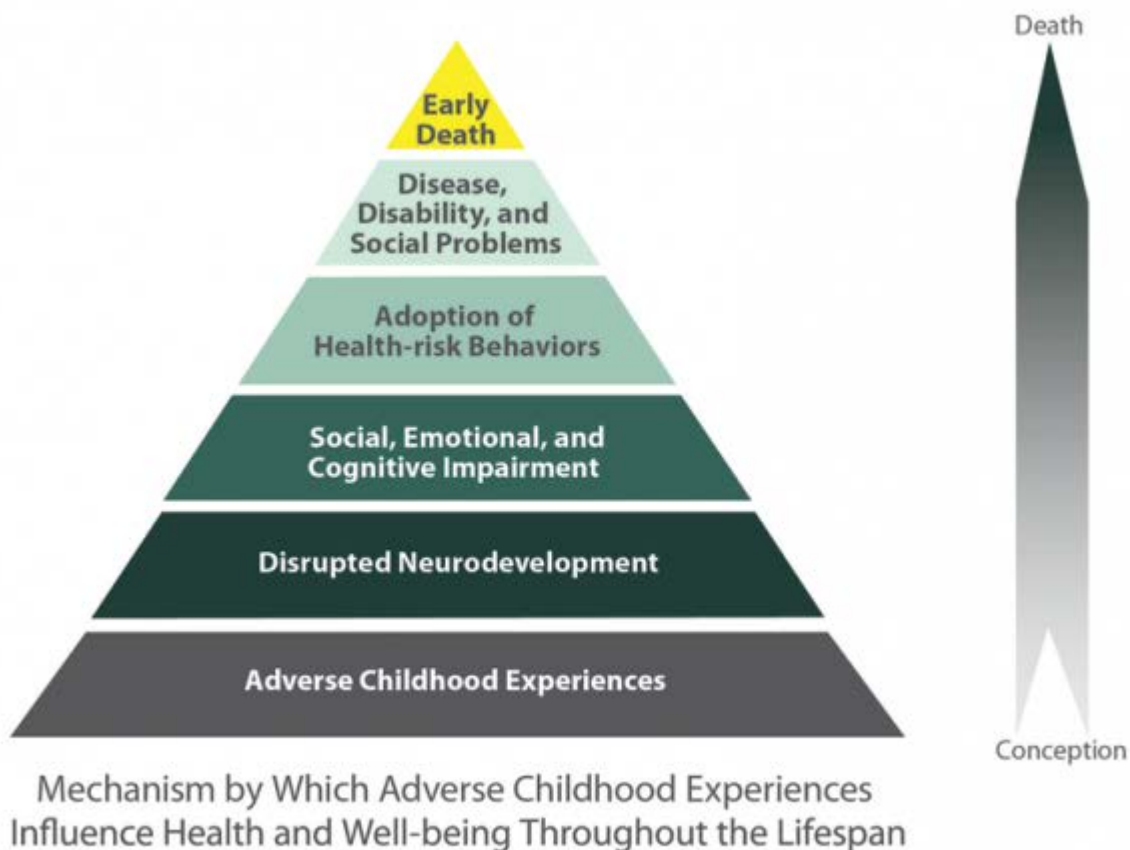 Death
Early
Death
Disease,
Disability, and
Social Problems
Adoption of
Health-risk Behaviors
Social, Emotional, and
Cognitive Impairment
Disrupted Neurodevelopment
Adverse Childhood Experiences
Conception
Mechanism by Which Adverse Childhood Experiences
Influence Health and Well-being Throughout the Lifespan